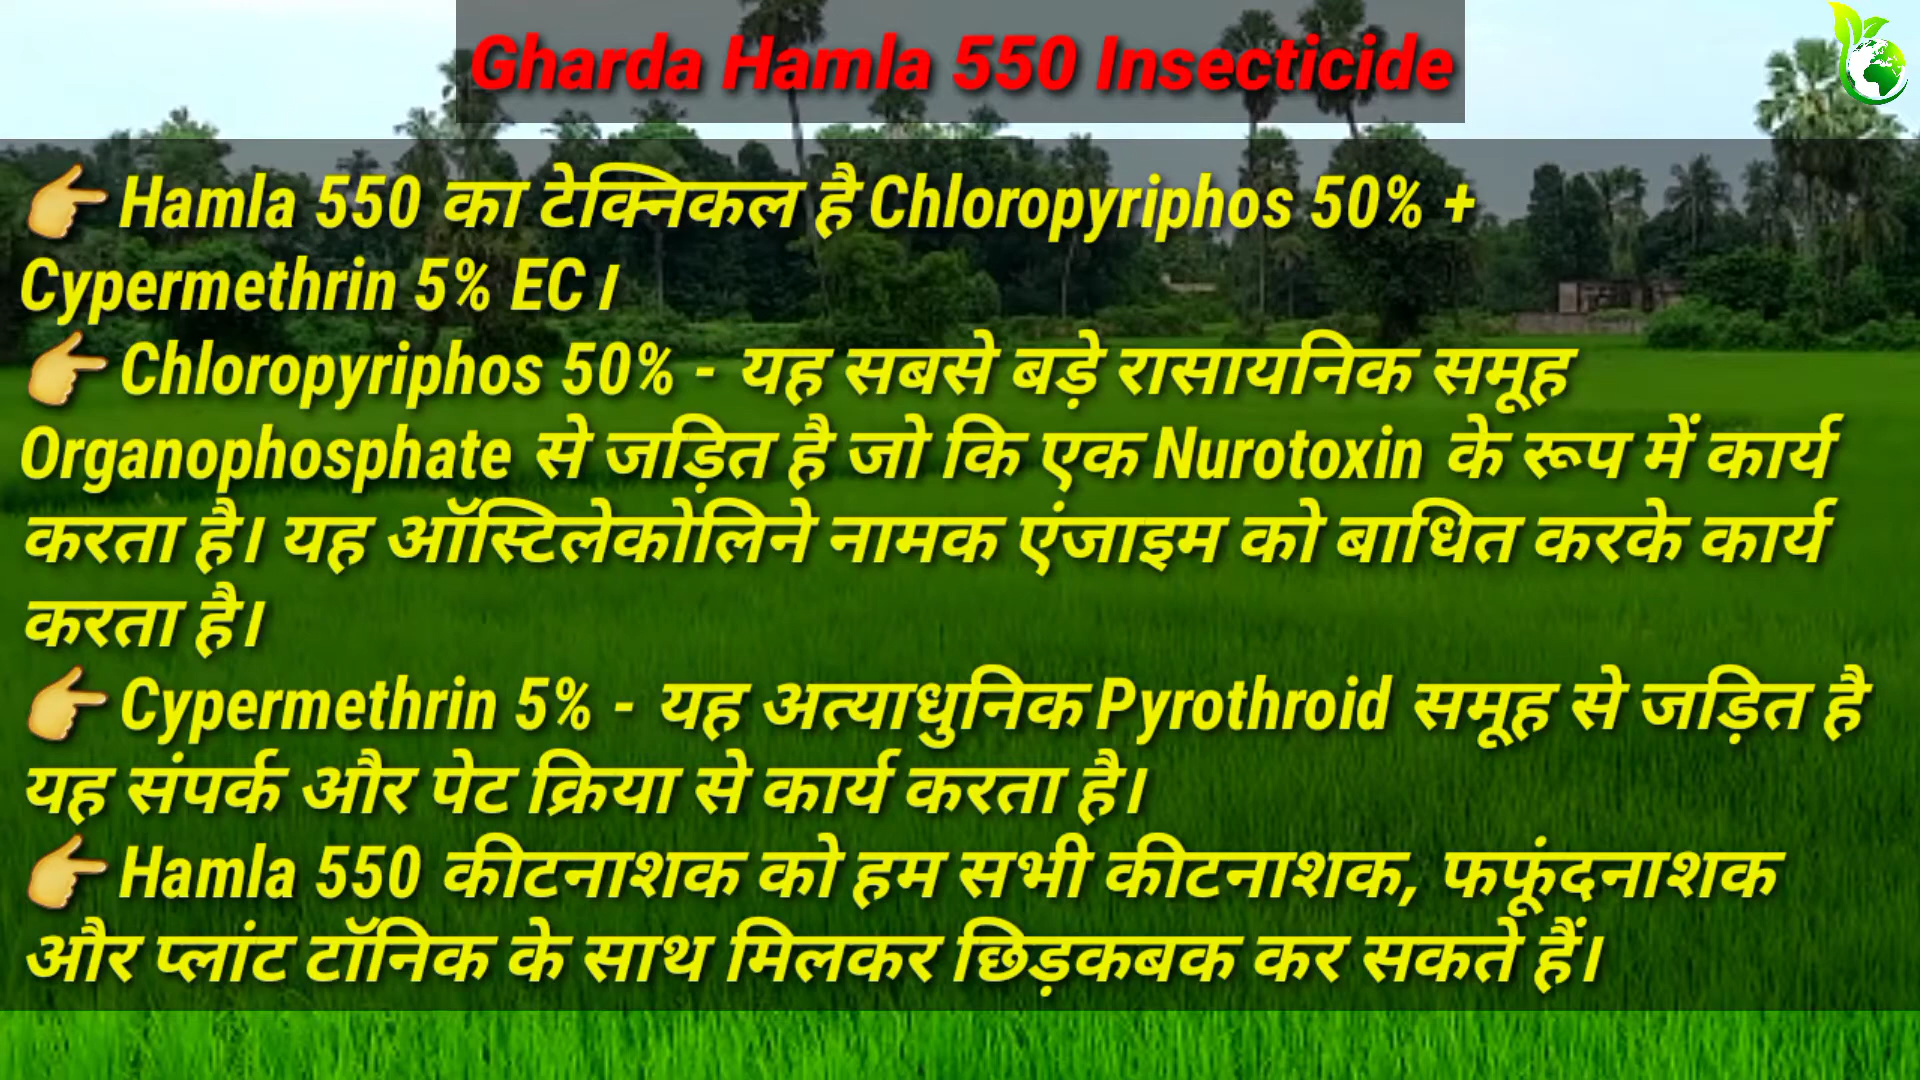 Gharda Hamla 550 Insecticide
👉Hamla 550 का टेक्निकल है Chloropyriphos 50% +
Cypermethrin 5% EC।
👉Chloropyriphos 50% - यह सबसे बड़े रासायनिक समूह
Organophosphate से जड़ित है जो कि एक Nurotoxin के रूप में कार्य
करता है। यह ऑस्टिलेकोलिने नामक एंजाइम को बाधित करके कार्य
करता है।
👉Cypermethrin 5% - यह अत्याधुनिक Pyrothroid समूह से जड़ित है
यह संपर्क और पेट क्रिया से कार्य करता है।
👉Hamla 550 कीटनाशक को हम सभी कीटनाशक, फफूंदनाशक
और प्लांट टॉनिक के साथ मिलकर छिड़कबक कर सकते हैं।